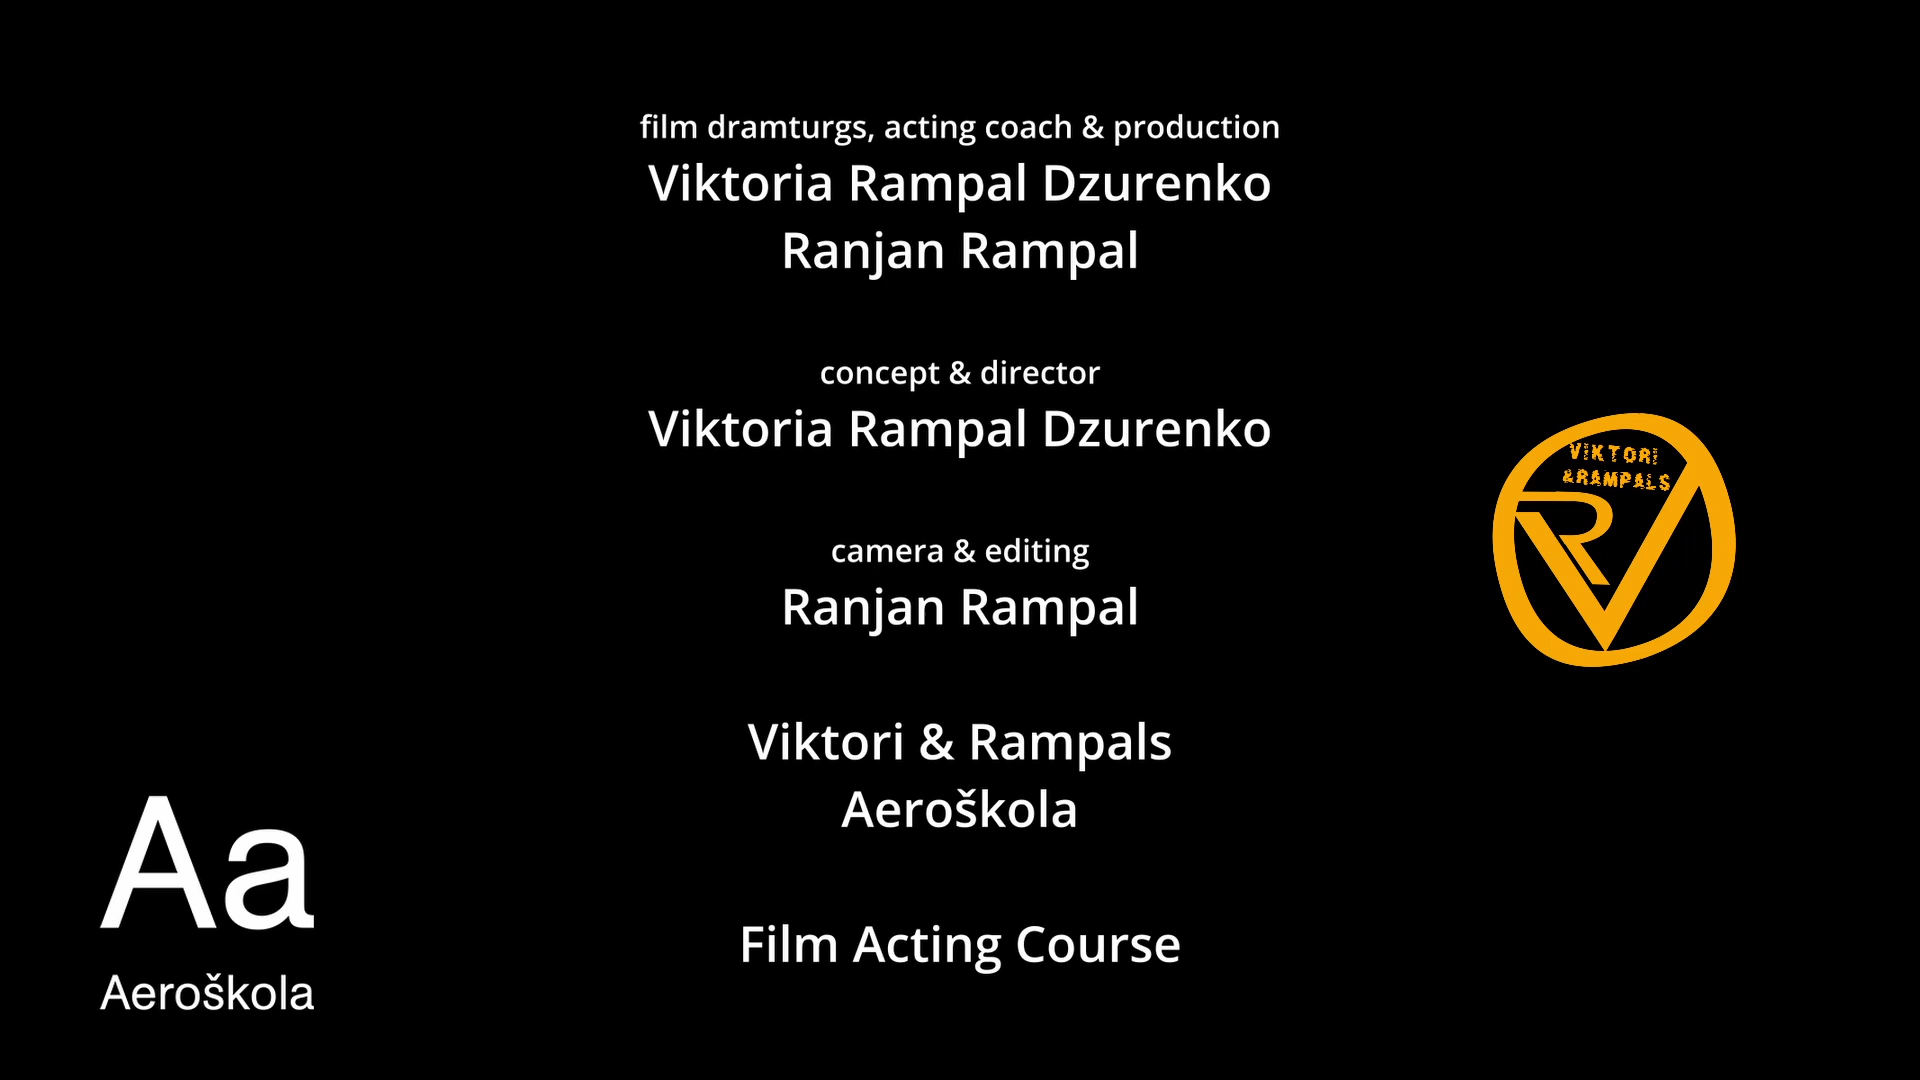 film dramturgs, acting coach & production
Viktoria Rampal Dzurenko
Ranjan Rampal
concept & director
Viktoria Rampal Dzurenko
camera & editing
Ranjan Rampal
Viktori & Rampals
Aeroškola
Film Acting Course
VIKTORI
&RAMPALS
RV
Aa
Aeroškola